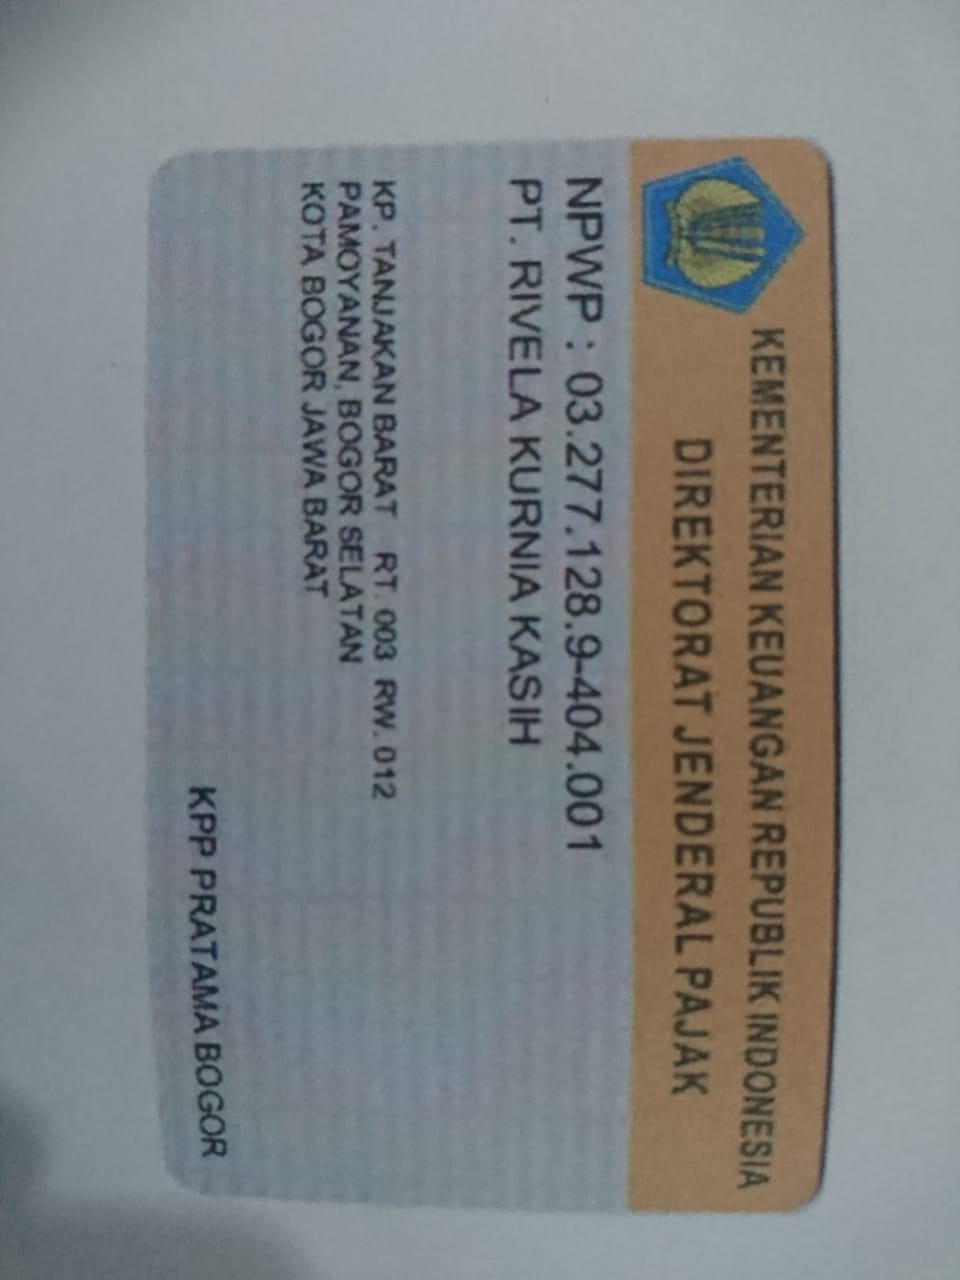 KEMENTERIAN KEUANGAN REPUBLIK INDONESIA
DIREKTORAT JENDERAL PAJAK
NPWP : 03.277.128.9-404.001
PT. RIVELA KURNIA KASIH
KP. TANJAKAN BARAT RT. 003 RW. 012
PAMOYANAN, BOGOR SELATAN
KOTA BOGOR JAWA BARAT
KPP PRATAMA BOGOR